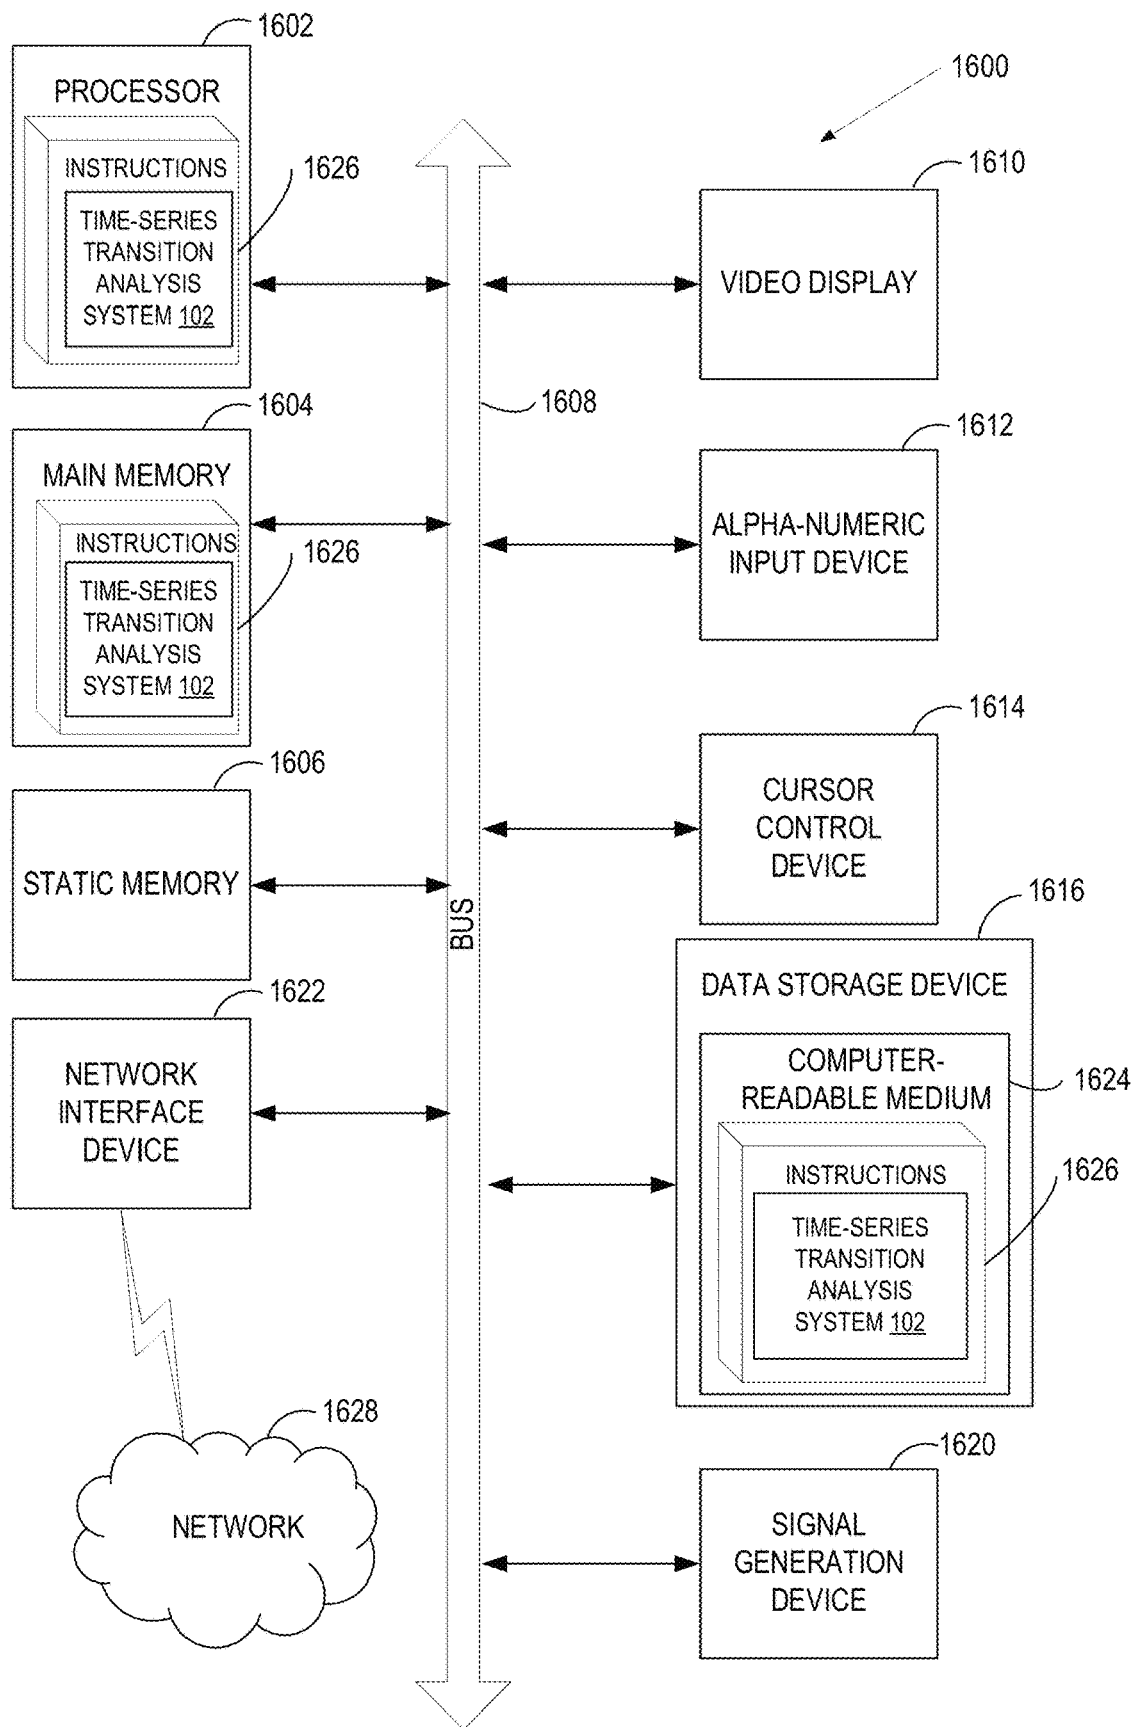 1602
PROCESSOR
INSTRUCTIONS
1626
TIME-SERIES
TRANSITION
ANALYSIS
SYSTEM 102
1604
MAIN MEMORY
INSTRUCTIONS
1626
TIME-SERIES
TRANSITION
ANALYSIS
SYSTEM 102
1606
STATIC MEMORY
1622
NETWORK
INTERFACE
DEVICE
1628
NETWORK
1608
BUS
1600
1610
VIDEO DISPLAY
1612
ALPHA-NUMERIC
INPUT DEVICE
1614
CURSOR
CONTROL
DEVICE
1616
DATA STORAGE DEVICE
COMPUTER-
READABLE MEDIUM
1624
INSTRUCTIONS
1626
TIME-SERIES
TRANSITION
ANALYSIS
SYSTEM 102
1620
SIGNAL
GENERATION
DEVICE